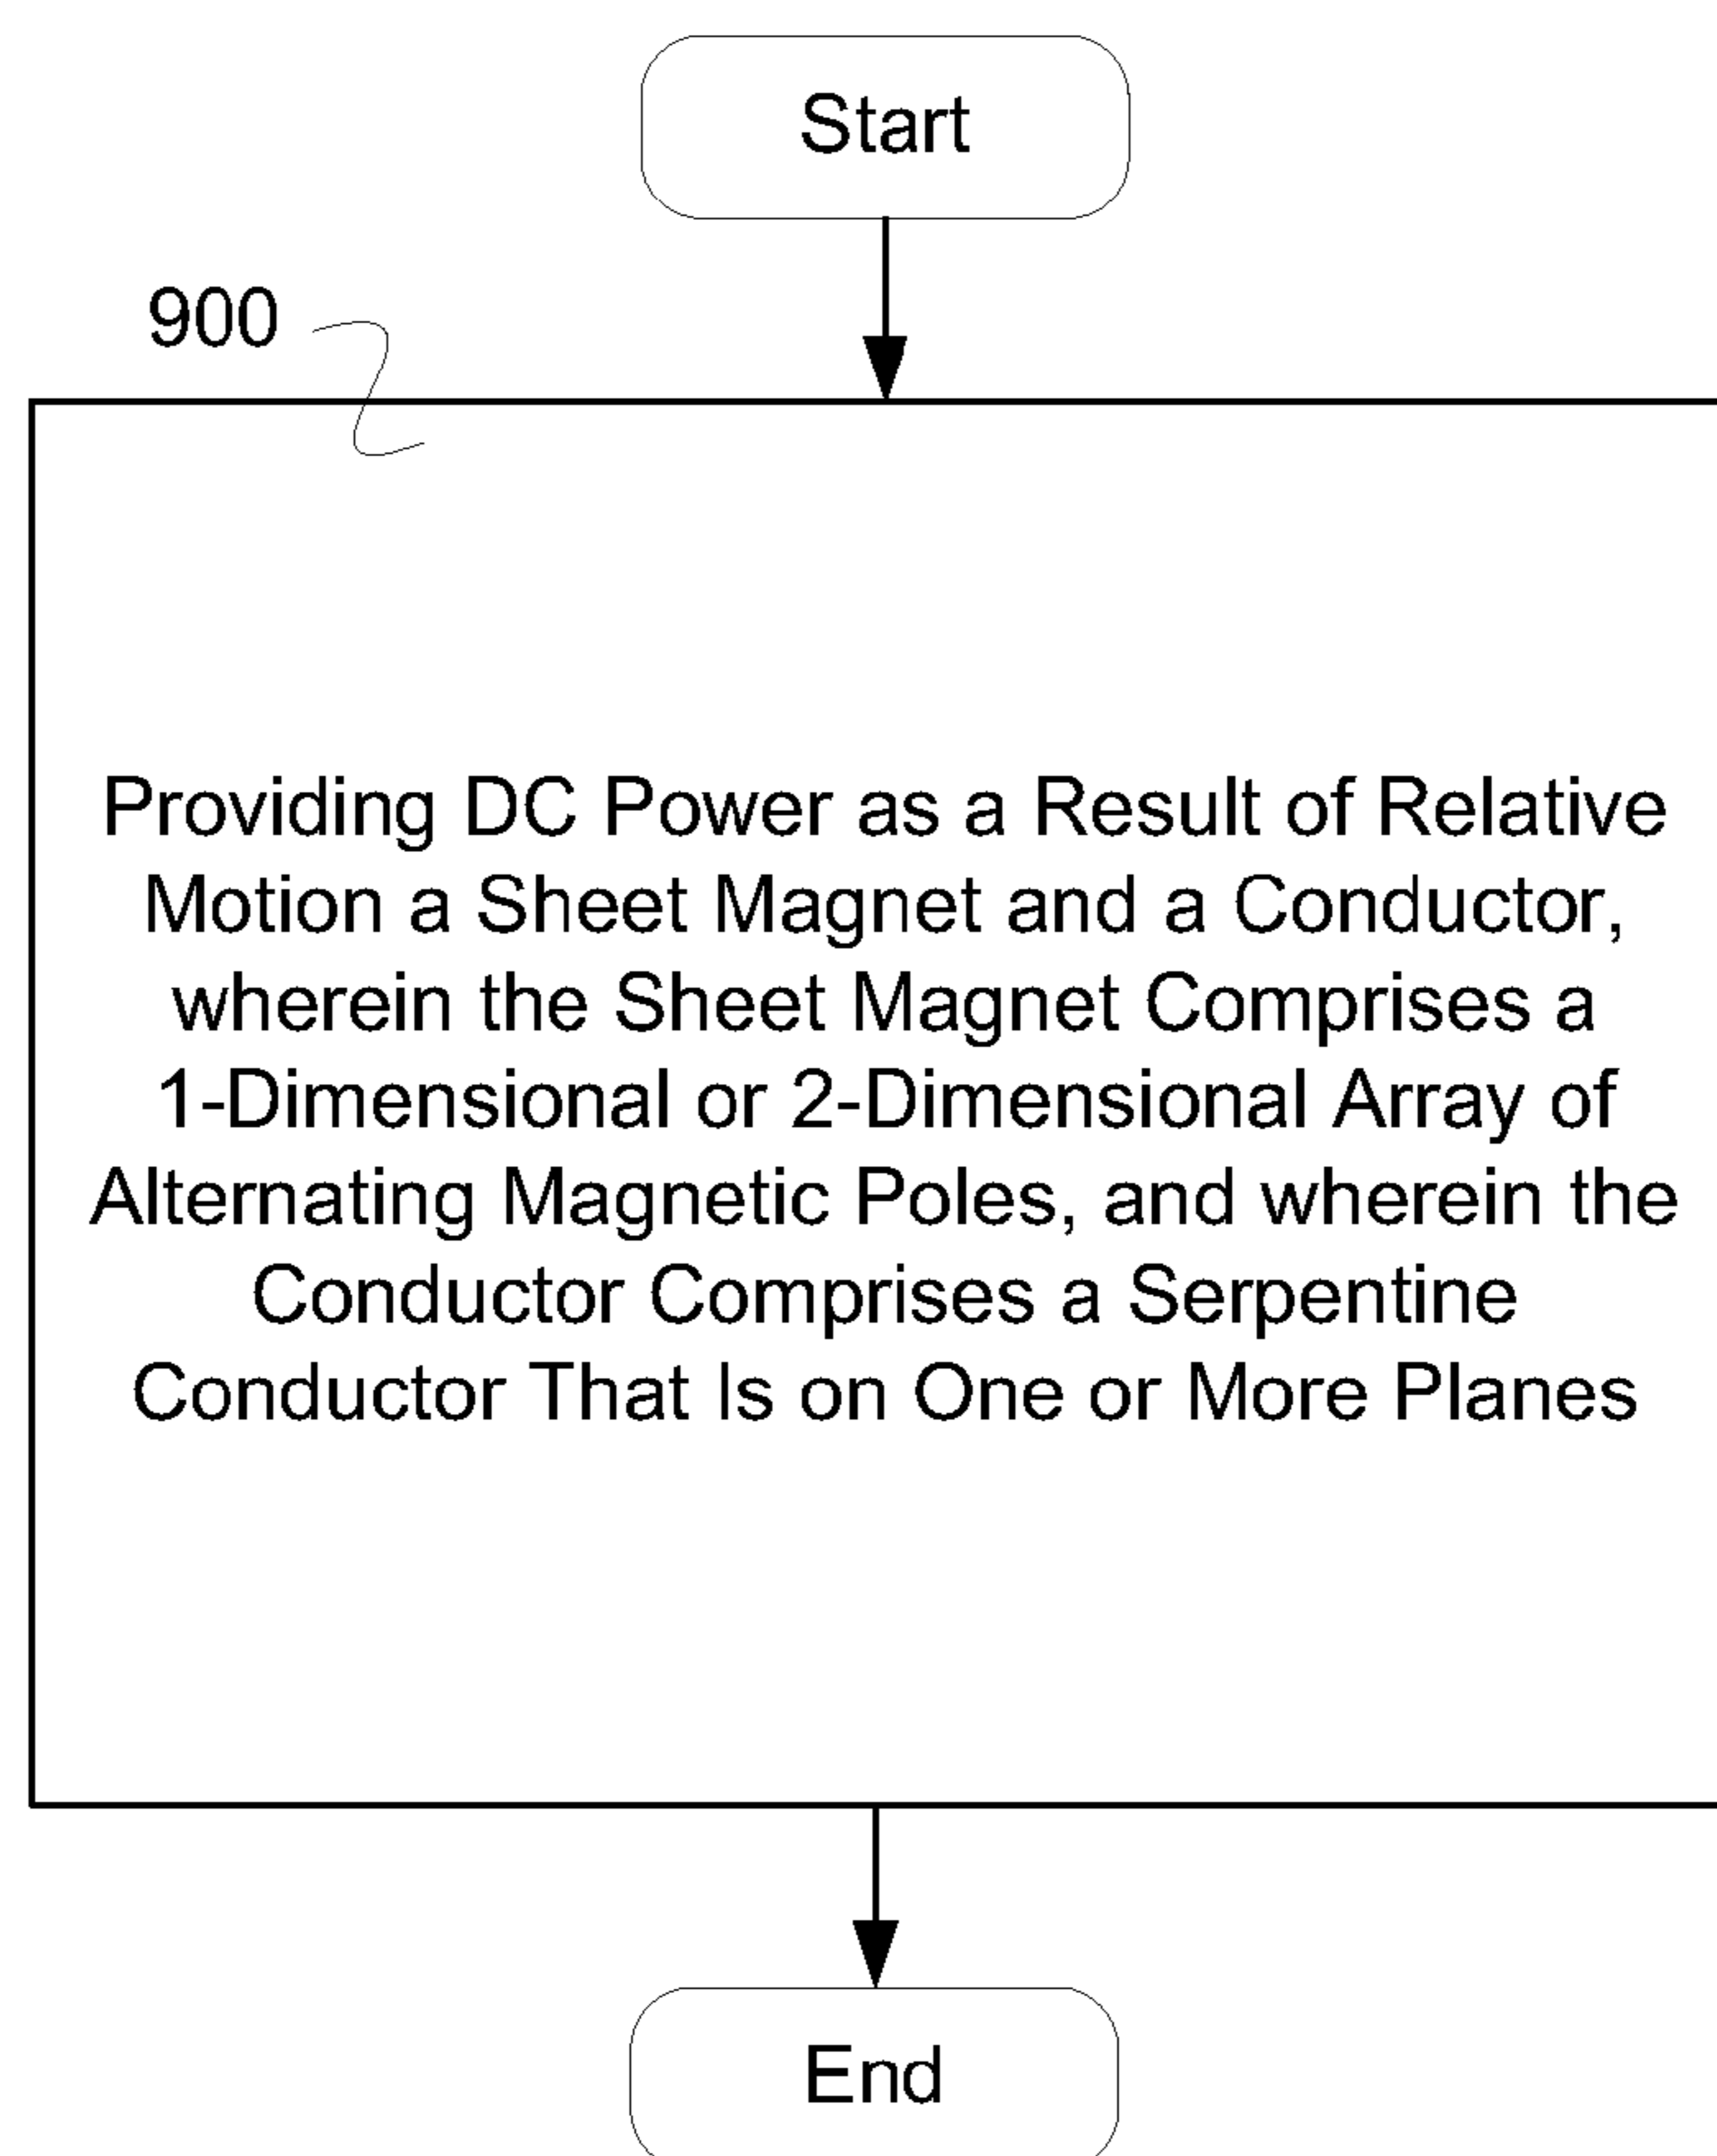 Start
900
Providing DC Power as a Result of Relative
Motion a Sheet Magnet and a Conductor,
wherein the Sheet Magnet Comprises a
1-Dimensional or 2-Dimensional Array of
Alternating Magnetic Poles, and wherein the
Conductor Comprises a Serpentine
Conductor That Is on One or More Planes
End